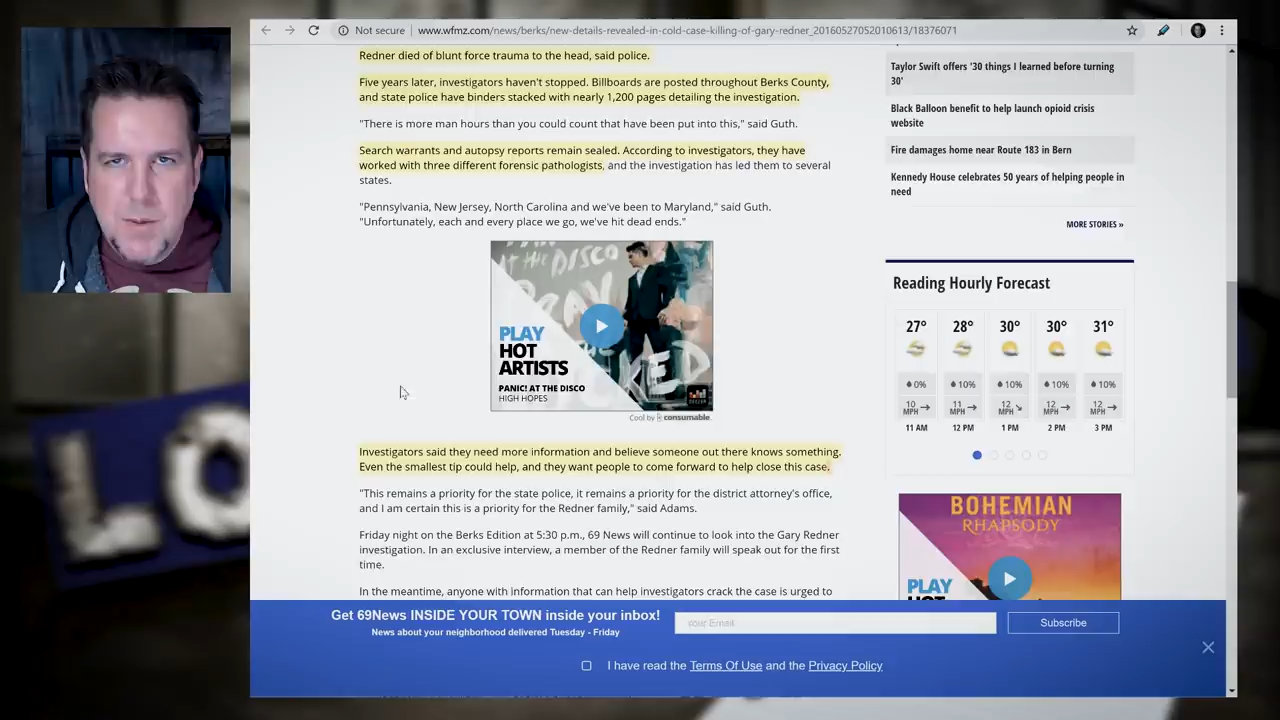 Not secure
www.wfmz.com/news/berks/new-details-revealed-in-cold-case-killing-of-gary-redner_20160527052010613/18376071
Redner died of blunt force trauma to the head, said police.
Five years later, investigators haven't stopped. Billboards are posted throughout Berks County,
and state police have binders stacked with nearly 1,200 pages detailing the investigation.
"There is more man hours than you could count that have been put into this," said Guth.
Search warrants and autopsy reports remain sealed. According to investigators, they have
worked with three different forensic pathologists, and the investigation has led them to several
states.
"Pennsylvania, New Jersey, North Carolina and we've been to Maryland," said Guth.
"Unfortunately, each and every place we go, we've hit dead ends."
AT THE DISCO
PRAY
PLAY
HOT
ARTISTS
PANIC! AT THE DISCO
HIGH HOPES
DEEZER
Cool by consumable.
Investigators said they need more information and believe someone out there knows something.
Even the smallest tip could help, and they want people to come forward to help close this case.
"This remains a priority for the state police, it remains a priority for the district attorney's office,
and I am certain this is a priority for the Redner family," said Adams.
Friday night on the Berks Edition at 5:30 p.m., 69 News will continue to look into the Gary Redner
investigation. In an exclusive interview, a member of the Redner family will speak out for the first
time.
In the meantime, anyone with information that can help investigators crack the case is urged to
Taylor Swift offers '30 things I learned before turning
30'
Black Balloon benefit to help launch opioid crisis
website
Fire damages home near Route 183 in Bern
Kennedy House celebrates 50 years of helping people in
need
MORE STORIES »
Reading Hourly Forecast
27° 28° 30° 30° 31°
0% 10% 10% 10% 10%
10 MPH 11 MPH 12 MPH 12 MPH 12 MPH
11 AM 12 PM 1 PM 2 PM 3 PM
BOHEMIAN
RHAPSODY
PLAY
Get 69News INSIDE YOUR TOWN inside your inbox!
News about your neighborhood delivered Tuesday - Friday
your Email
Subscribe
I have read the Terms Of Use and the Privacy Policy
LO